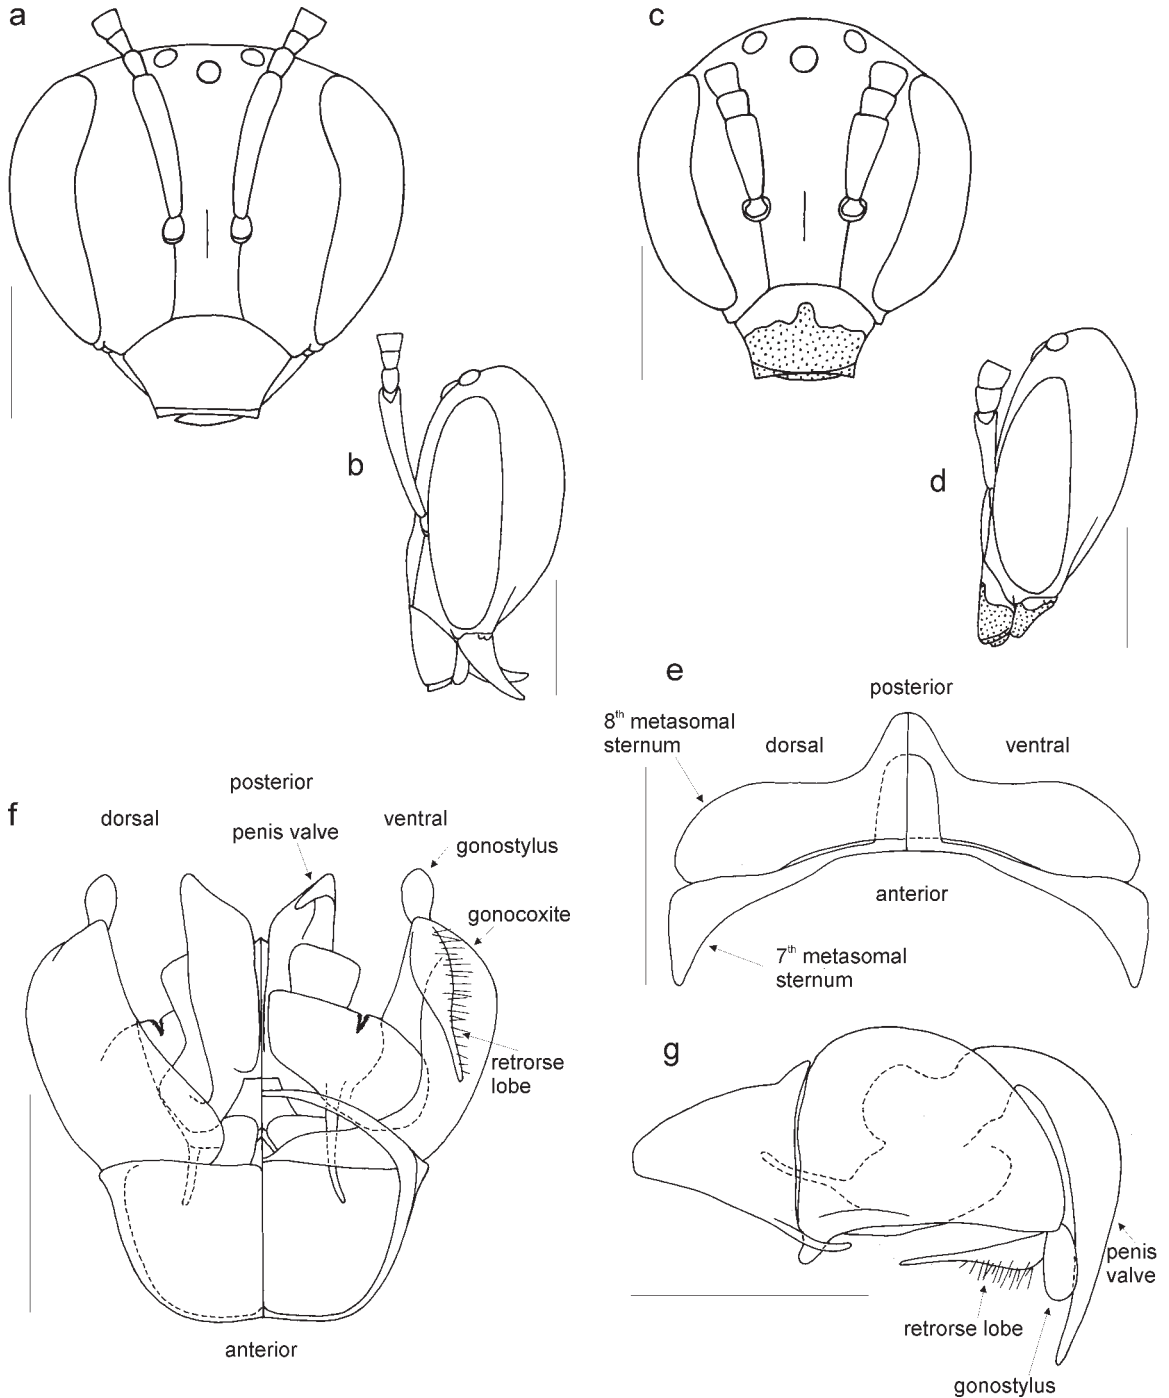 a
c
b
d
e
posterior
8th metasomal
sternum
dorsal
ventral
anterior
7th metasomal
sternum
f
posterior
dorsal
penis valve
ventral
gonostylus
gonocoxite
retrorse
lobe
anterior
g
penis
valve
retrorse lobe
gonostylus